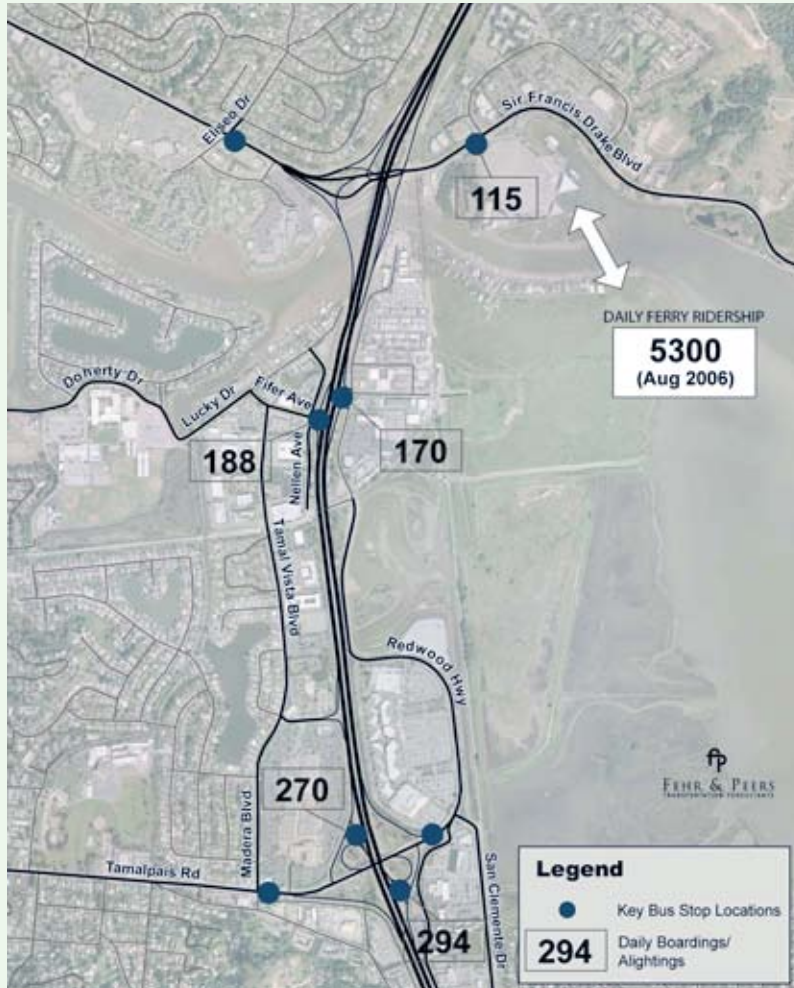 Eliseo Dr
Sir Francis Drake Blvd
115
DAILY FERRY RIDERSHIP
5300
(Aug 2006)
Doherty Dr
Lucky Dr
Fifer Ave
188
Nellen Ave
170
Tamal Vista Blvd
Redwood Hwy
270
Madera Blvd
Tamalpais Rd
294
San Clemente Dr
FEHR & PEERS
TRANSPORTATION CONSULTANTS
Legend
Key Bus Stop Locations
294
Daily Boardings/
Alightings